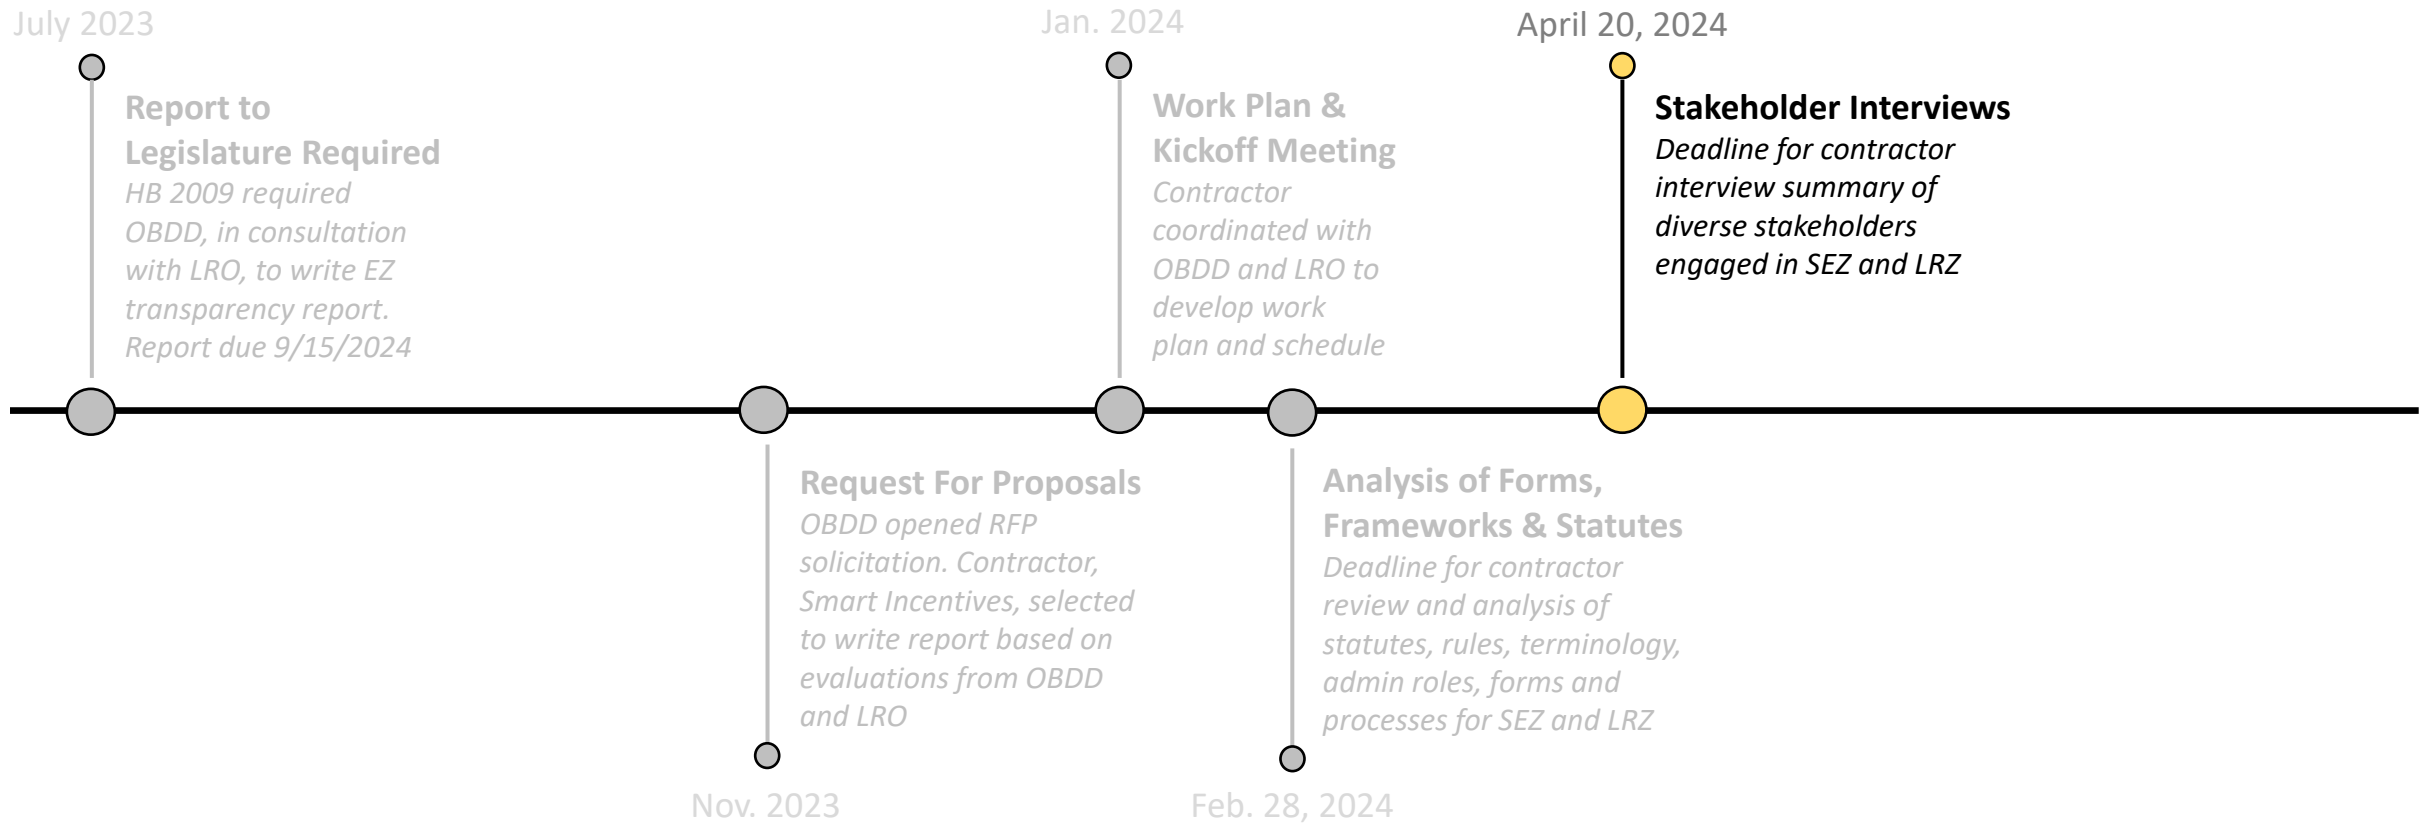 July 2023
Report to
Legislature Required
HB 2009 required
OBDD, in consultation
with LRO, to write EZ
transparency report.
Report due 9/15/2024
Nov. 2023
Request For Proposals
OBDD opened RFP
solicitation. Contractor,
Smart Incentives, selected
to write report based on
evaluations from OBDD
and LRO
Jan. 2024
Work Plan &
Kickoff Meeting
Contractor
coordinated with
OBDD and LRO to
develop work
plan and schedule
Feb. 28, 2024
Analysis of Forms,
Frameworks & Statutes
Deadline for contractor
review and analysis of
statutes, rules, terminology,
admin roles, forms and
processes for SEZ and LRZ
April 20, 2024
Stakeholder Interviews
Deadline for contractor
interview summary of
diverse stakeholders
engaged in SEZ and LRZ